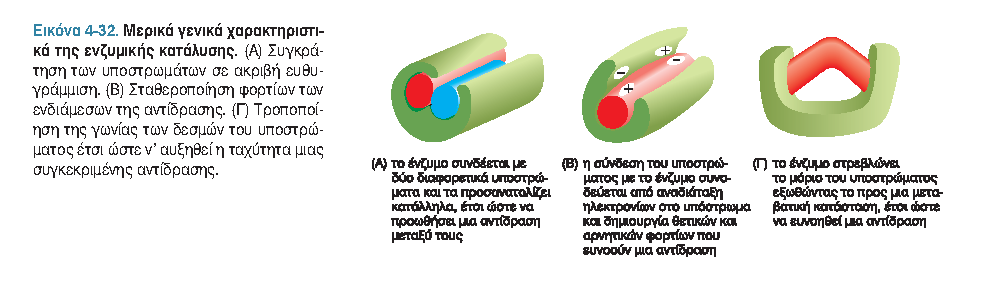 Εικόνα 4-32. Μερικά γενικά χαρακτηριστι-
κά της ενζυμικής κατάλυσης. (Α) Συγκρά-
τηση των υποστρωμάτων σε ακριβή ευθυ-
γράμμιση. (Β) Σταθεροποίηση φορτίων των
ενδιάμεσων της αντίδρασης. (Γ) Τροποποί-
ηση της γωνίας των δεσμών του υποστρώ-
ματος έτσι ώστε ν' αυξηθεί η ταχύτητα μιας
συγκεκριμένης αντίδρασης.
+
–
–
+
(Α) το ένζυμο συνδέεται με
δύο διαφορετικά υποστρώ-
ματα και τα προσανατολίζει
κατάλληλα, έτσι ώστε να
προωθήσει μια αντίδραση
μεταξύ τους
(Β) η σύνδεση του υποστρώ-
ματος με το ένζυμο συνο-
δεύεται από αναδιάταξη
ηλεκτρονίων στο υπόστρωμα
και δημιουργία θετικών και
αρνητικών φορτίων που
ευνοούν μια αντίδραση
(Γ) το ένζυμο στρεβλώνει
το μόριο του υποστρώματος
εξωθώντας το προς μια μετα-
βατική κατάσταση, έτσι ώστε
να ευνοηθεί μια αντίδραση